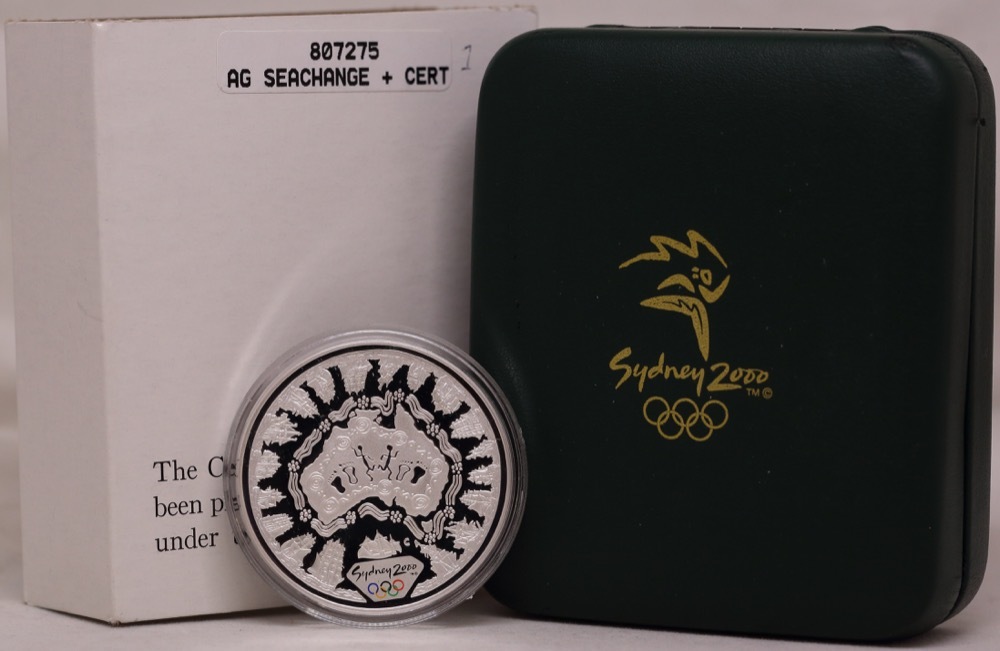 807275
AG SEACHANGE + CERT
1
The
been
under
Sydney 2000
TM ©
Sydney 2000